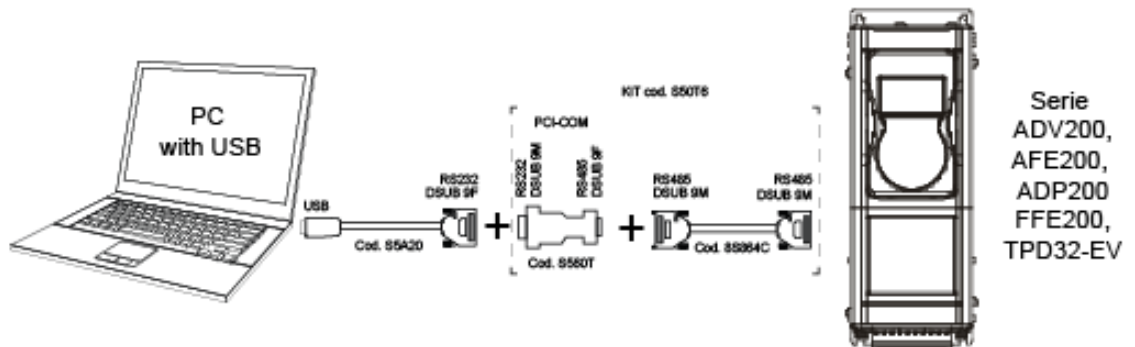 PC
with USB
USB
Cod. S5A20
RS232
DSUB 9F
KIT cod. S50T6
PCI-COM
RS232
DSUB 9M
RS485
DSUB 9F
Cod. S560T
RS485
DSUB 9M
RS485
DSUB 9M
Cod. 8S864C
Serie
ADV200,
AFE200,
ADP200
FFE200,
TPD32-EV